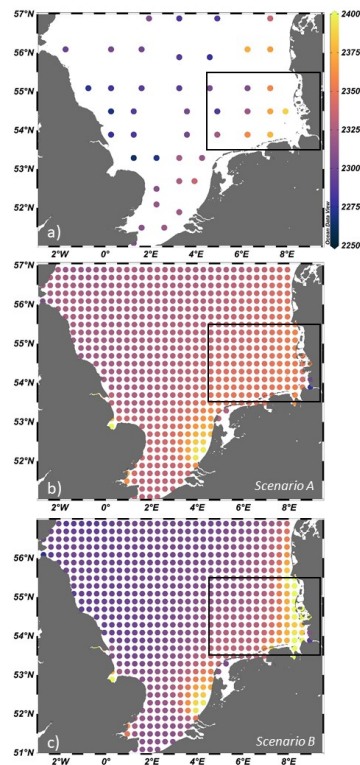 57°N
56°N
55°N
54°N
53°N
52°N
a)
2°W 0° 2°E 4°E 6°E 8°E
2400
2375
2350
2325
2300
2275
2250
Ocean Data View
57°N
56°N
55°N
54°N
53°N
52°N
b)
Scenario A
2°W 0° 2°E 4°E 6°E 8°E
56°N
55°N
54°N
53°N
52°N
51°N
c)
Scenario B
2°W 0° 2°E 4°E 6°E 8°E